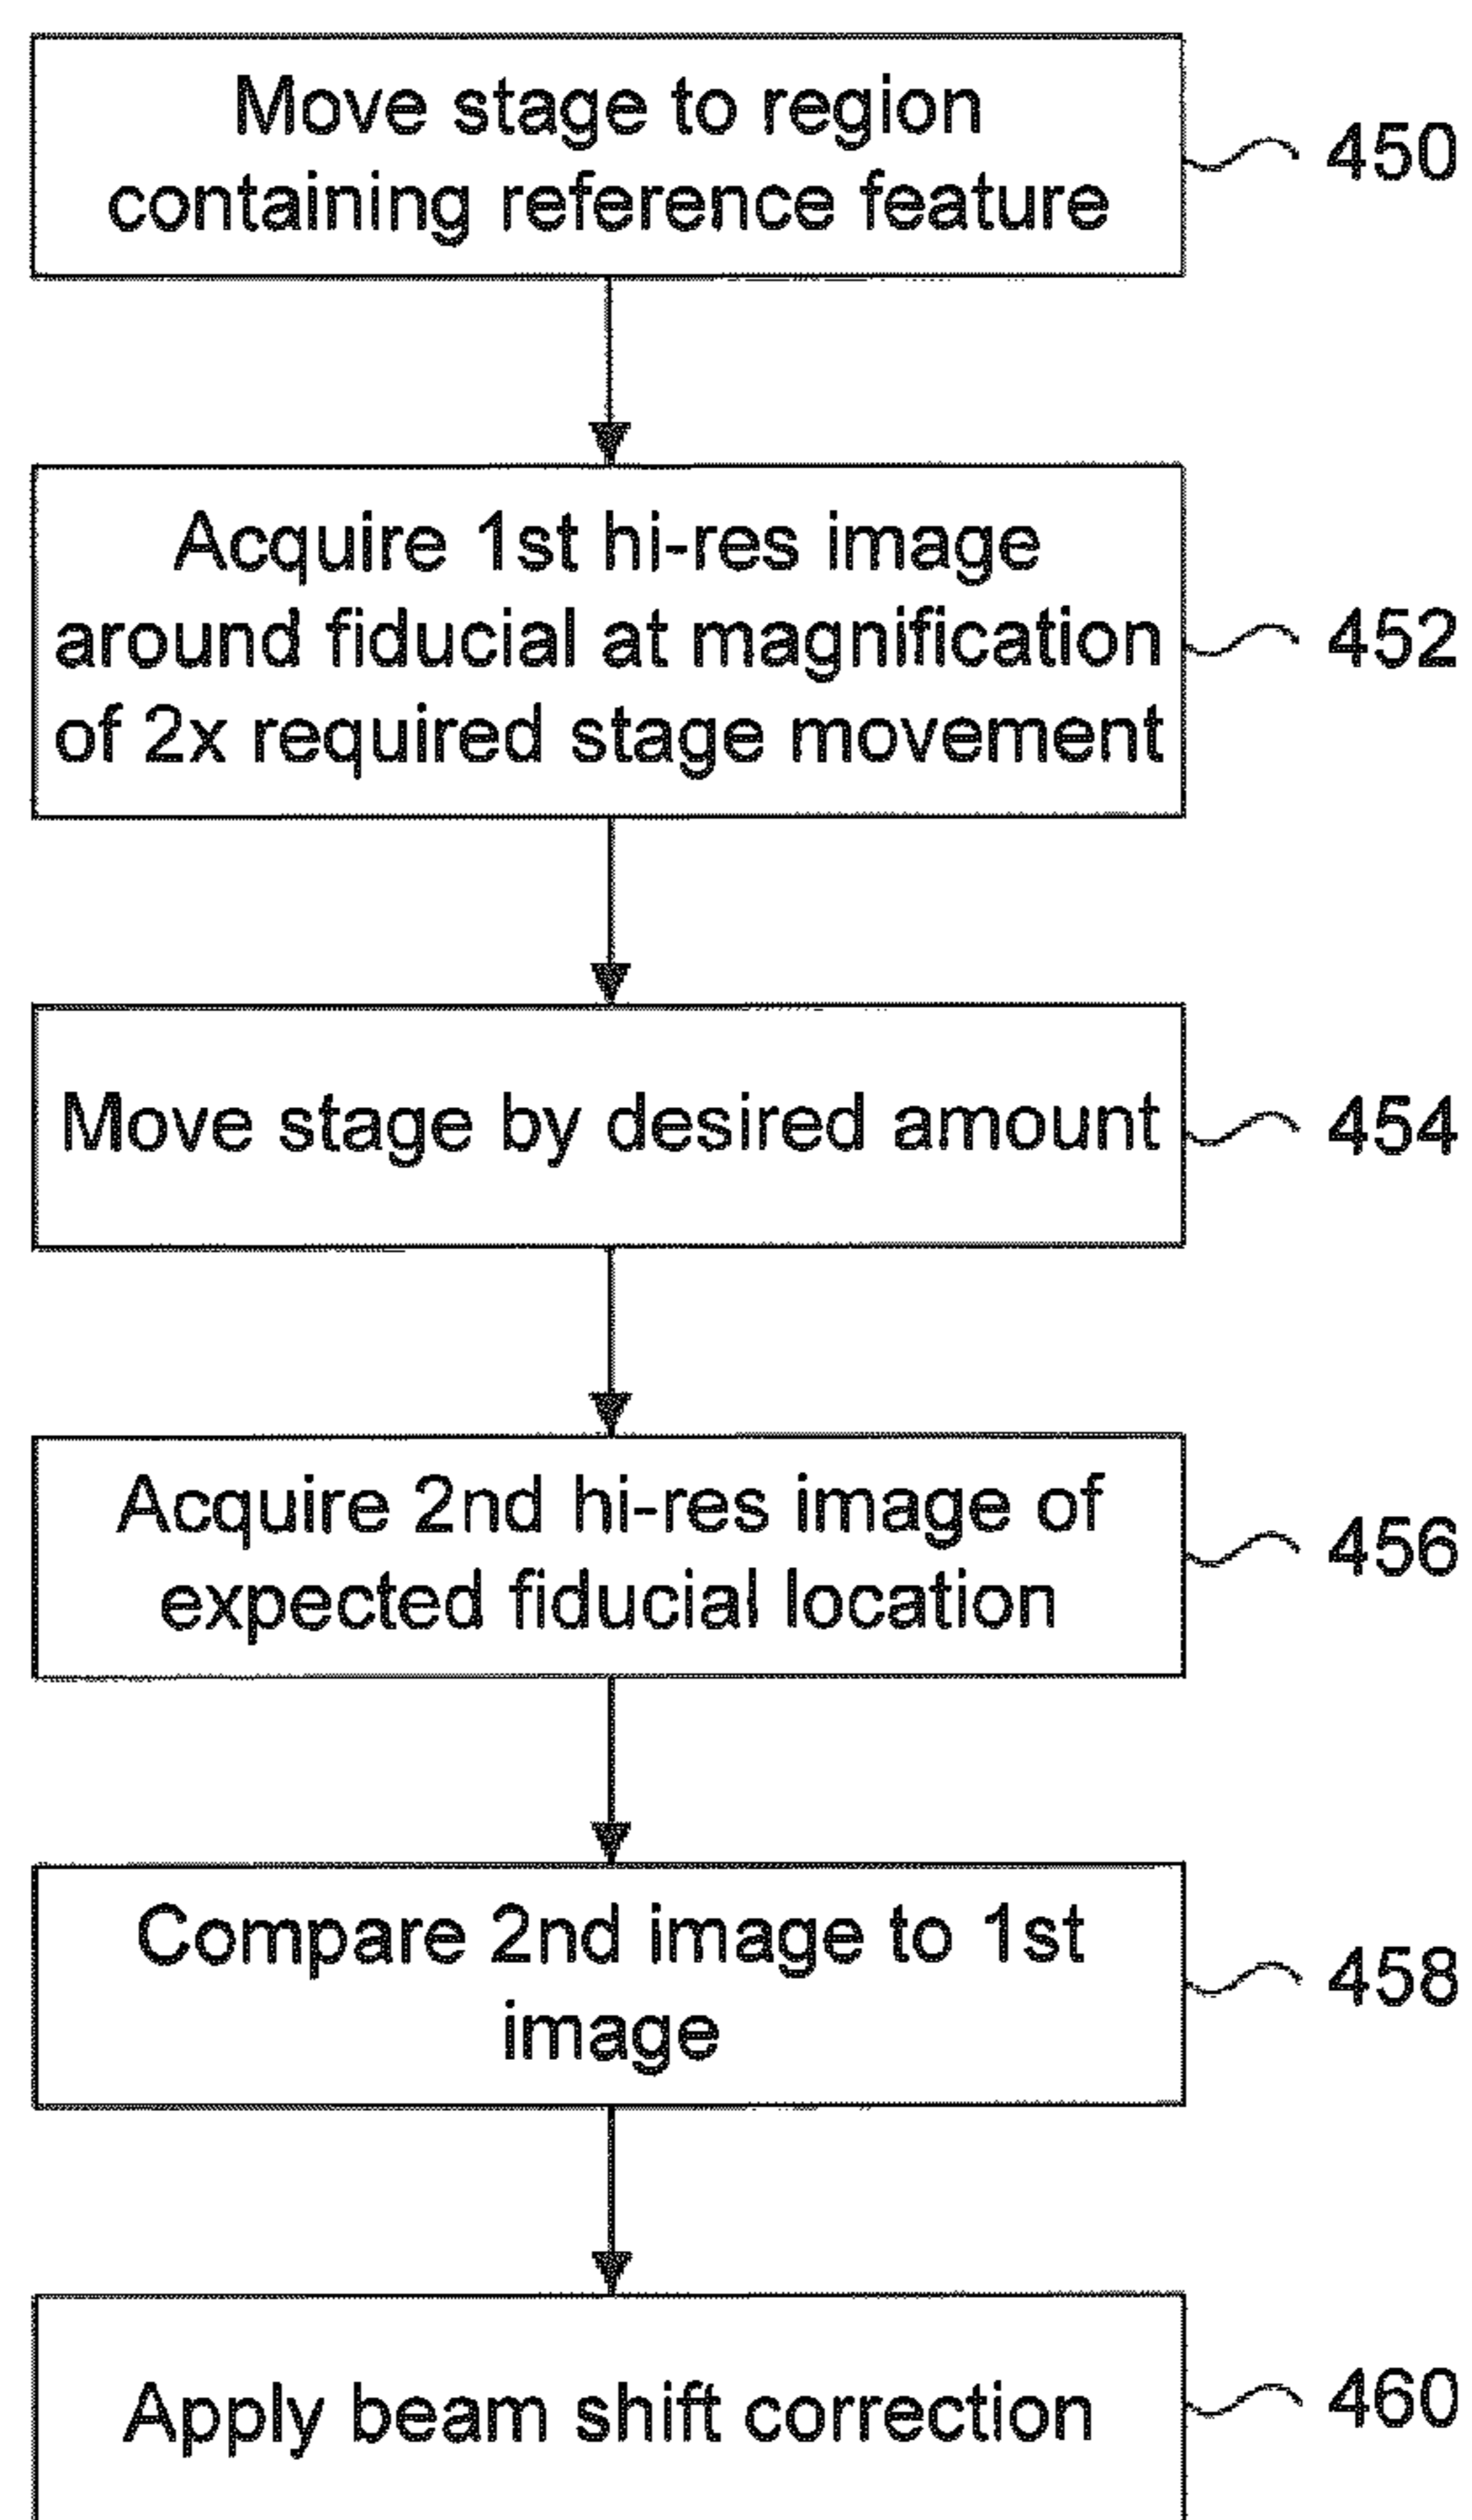 Move stage to region
containing reference feature
450
Acquire 1st hi-res image
around fiducial at magnification
of 2x required stage movement
452
Move stage by desired amount
454
Acquire 2nd hi-res image of
expected fiducial location
456
Compare 2nd image to 1st
image
458
Apply beam shift correction
460